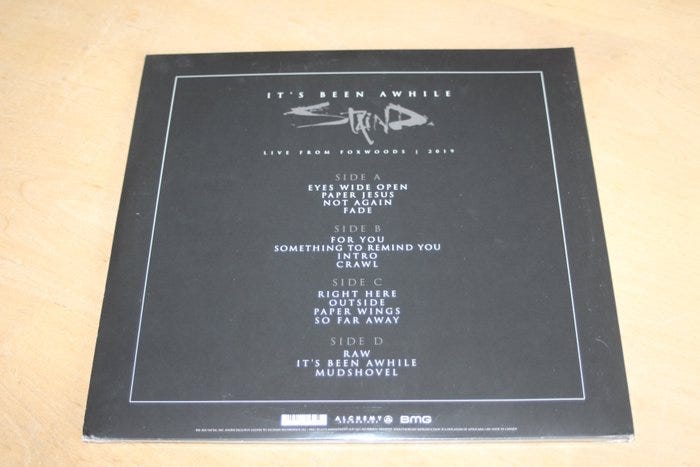 IT'S BEEN AWHILE
STAIND
LIVE FROM FOXWOODS | 2019
SIDE A
EYES WIDE OPEN
PAPER JESUS
NOT AGAIN
FADE
SIDE B
FOR YOU
SOMETHING TO REMIND YOU
INTRO
CRAWL
SIDE C
RIGHT HERE
OUTSIDE
PAPER WINGS
SO FAR AWAY
SIDE D
RAW
IT'S BEEN AWHILE
MUDSHOVEL
ALCHEMY BMG